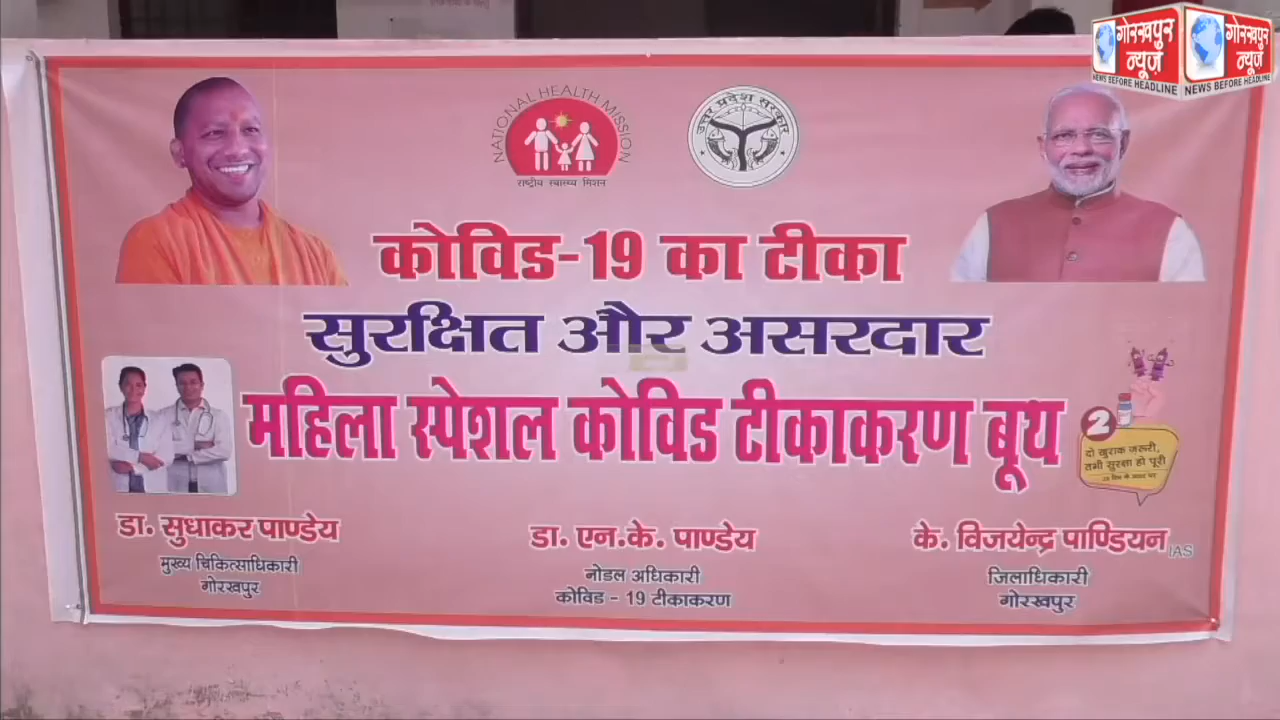 गोरखपुर न्यूज़
NEWS BEFORE HEADLINE
गोरखपुर न्यूज़
NEWS BEFORE HEADLINE
NATIONAL HEALTH MISSION
राष्ट्रीय स्वास्थ्य मिशन
उत्तर प्रदेश सरकार
कोविड-19 का टीका
सुरक्षित और असरदार
महिला स्पेशल कोविड टीकाकरण बूथ
2
दो खुराक जरूरी,
तभी सुरक्षा हो पूरी
डा. सुधाकर पाण्डेय
मुख्य चिकित्साधिकारी
गोरखपुर
डा. एन.के. पाण्डेय
नोडल अधिकारी
कोविड - 19 टीकाकरण
के. विजयेन्द्र पाण्डियन IAS
जिलाधिकारी
गोरखपुर